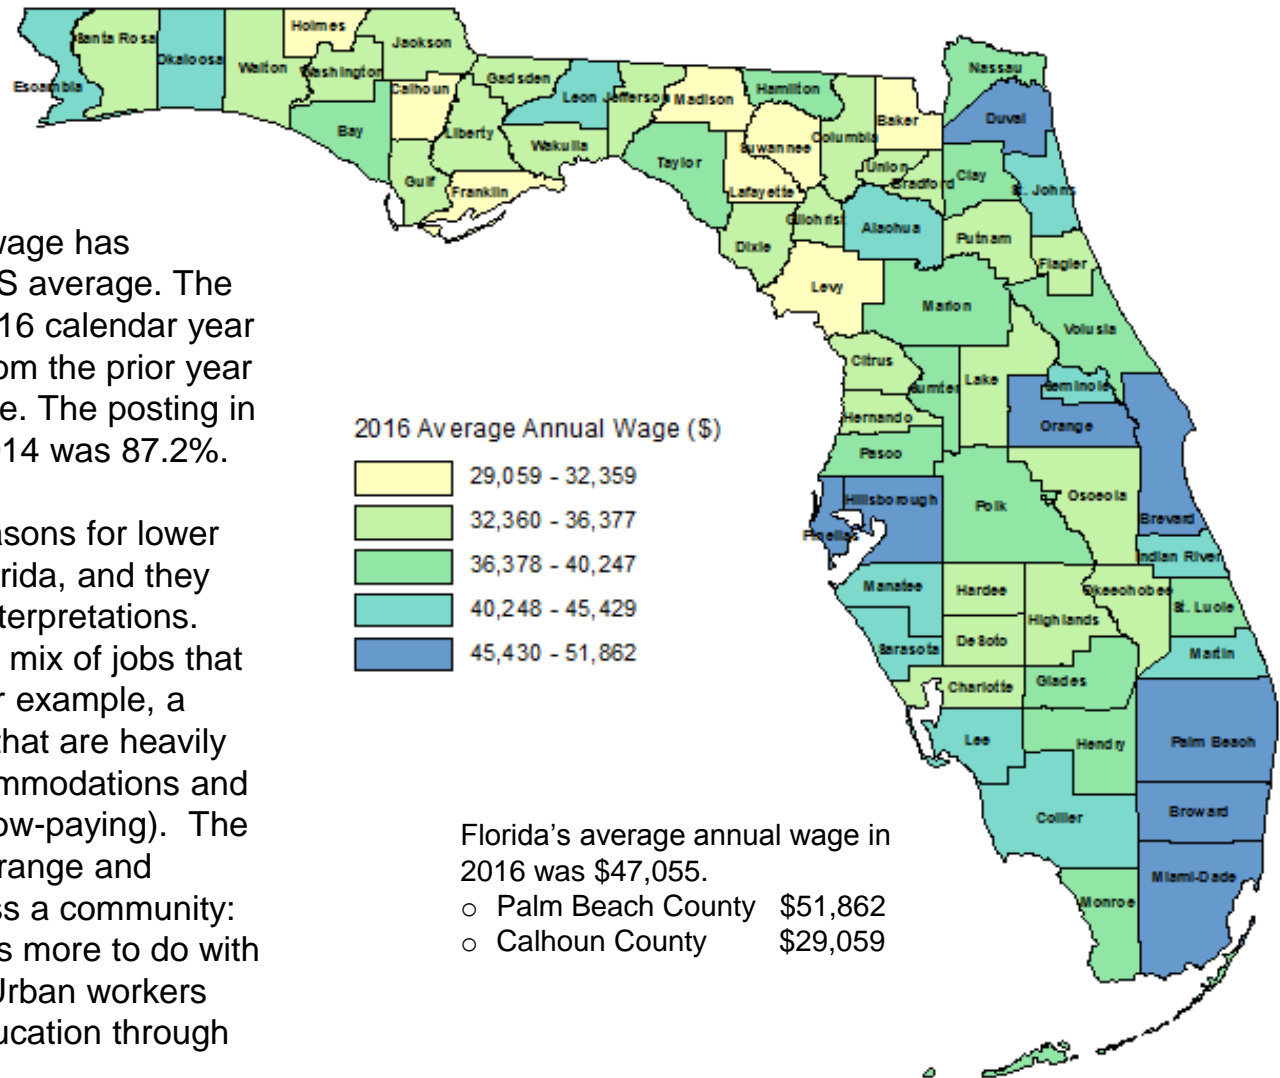 Holmes
Santa Rosa
Okaloosa
Jackson
Walton
Washington
Escambia
Calhoun
Gadsden
Leon
Jefferson
Madison
Hamilton
Nassau
Bay
Liberty
Wakulla
Suwannee
Columbia
Baker
Duval
Taylor
Union
Bradford
Clay
St. Johns
Gulf
Franklin
Lafayette
Gilchrist
Alachua
Putnam
Dixie
Flagler
Levy
Marion
Volusia
Citrus
Sumter
Lake
Seminole
Hernando
Orange
Pasco
Hillsborough
Pinellas
Polk
Osceola
Brevard
Indian River
Manatee
Hardee
Okeechobee
St. Lucie
Highlands
Sarasota
DeSoto
Martin
Charlotte
Glades
Lee
Hendry
Palm Beach
Collier
Broward
Miami-Dade
Monroe
wage has
S average. The
16 calendar year
om the prior year
e. The posting in
014 was 87.2%.
asons for lower
rida, and they
terpretations.
mix of jobs that
r example, a
that are heavily
mmodations and
ow-paying). The
range and
ss a community:
s more to do with
Urban workers
ucation through
2016 Average Annual Wage ($)
29,059 - 32,359
32,360 - 36,377
36,378 - 40,247
40,248 - 45,429
45,430 - 51,862
Florida's average annual wage in
2016 was $47,055.
○ Palm Beach County $51,862
○ Calhoun County $29,059